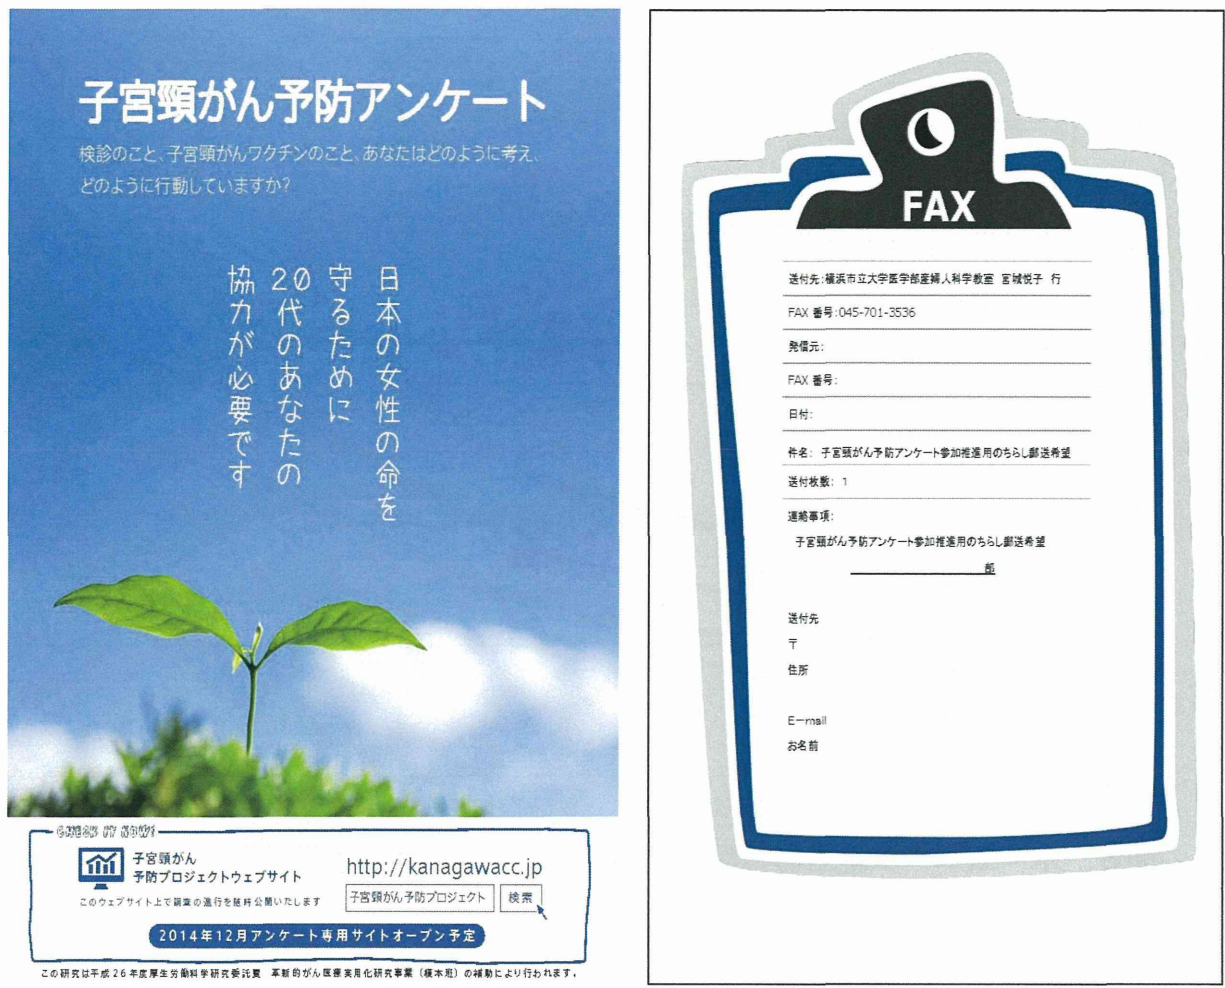 子宮頸がん予防アンケート
検診のこと、子宮頸がんワクチンのこと、あなたはどのように考え、
どのように行動していますか?
日本の女性の命を
守るために
20代のあなたの
協力が必要です
CHECK IT NOW!
子宮頸がん
予防プロジェクトウェブサイト
このウェブサイト上で調査の進行を随時公開いたします
http://kanagawacc.jp
子宮頸がん予防プロジェクト 検索
2014年12月アンケート専用サイトオープン予定
この研究は平成26年度厚生労働科学研究委託費 革新的がん医療実用化研究事業(榎本班)の補助により行われます。
FAX
送付先:横浜市立大学医学部産婦人科学教室 宮城悦子 行
FAX 番号:045-701-3536
発信元:
FAX 番号:
日付:
件名: 子宮頸がん予防アンケート参加推進用のちらし郵送希望
送付枚数: 1
連絡事項:
子宮頸がん予防アンケート参加推進用のちらし郵送希望
部
送付先
〒
住所
E-mail
お名前